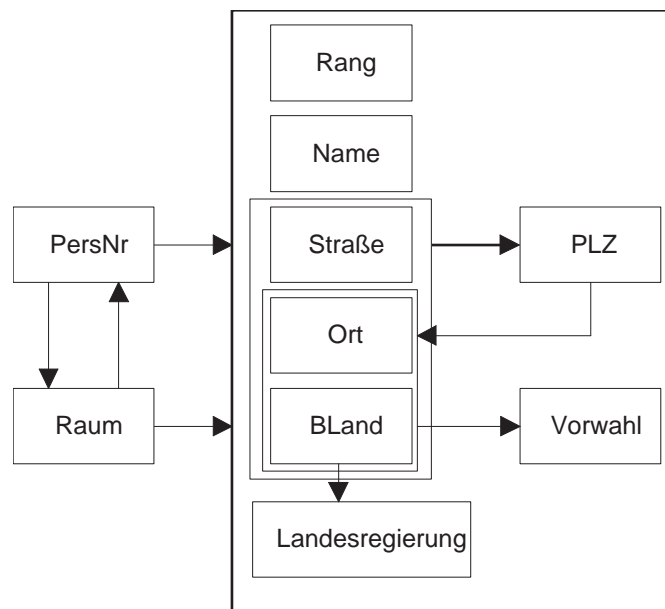 Rang
Name
PersNr
Straße
PLZ
Ort
Raum
BLand
Vorwahl
Landesregierung